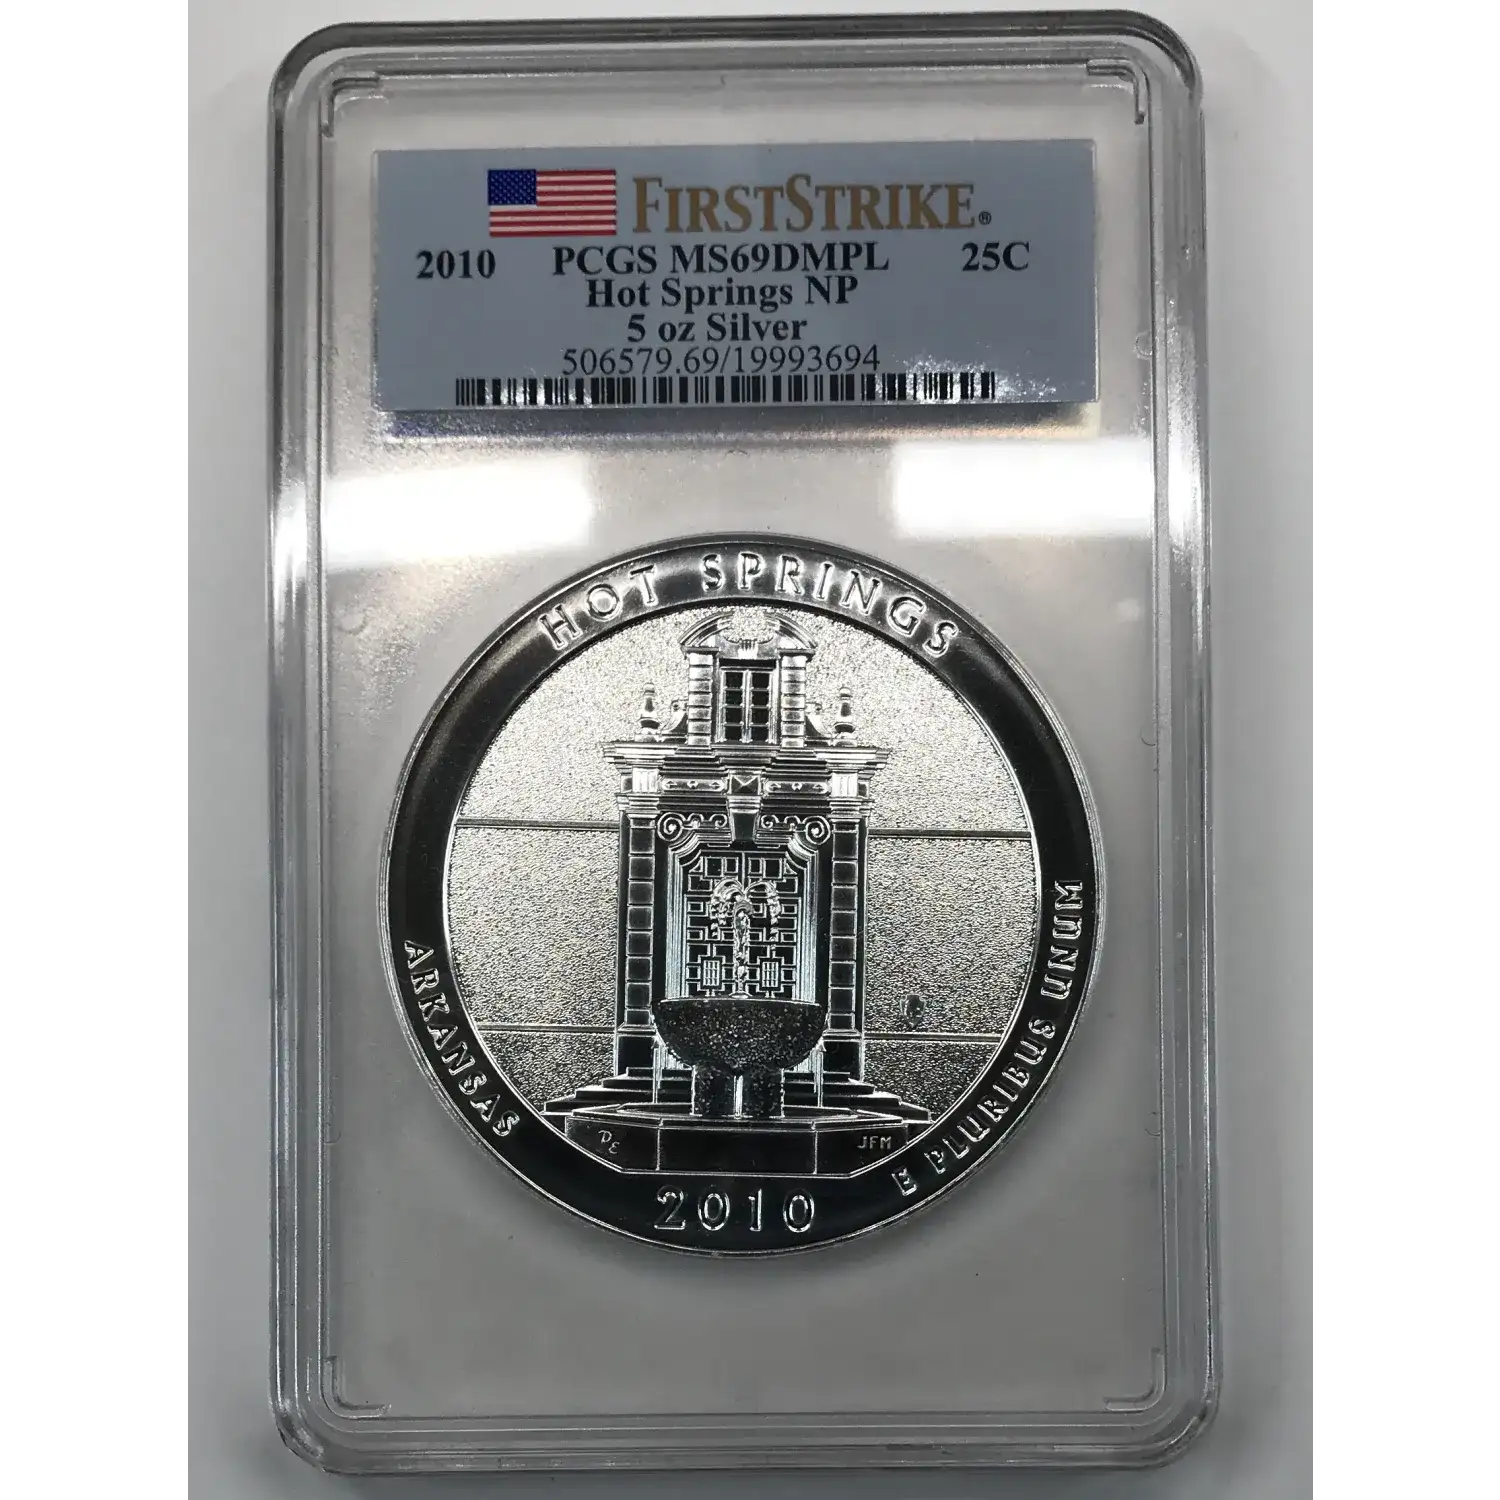 FIRSTSTRIKE®
2010 PCGS MS69DMPL 25C
Hot Springs NP
5 oz Silver
506579.69/19993694
HOT SPRINGS
ARKANSAS
E PLURIBUS UNUM
DE
JFM
2010